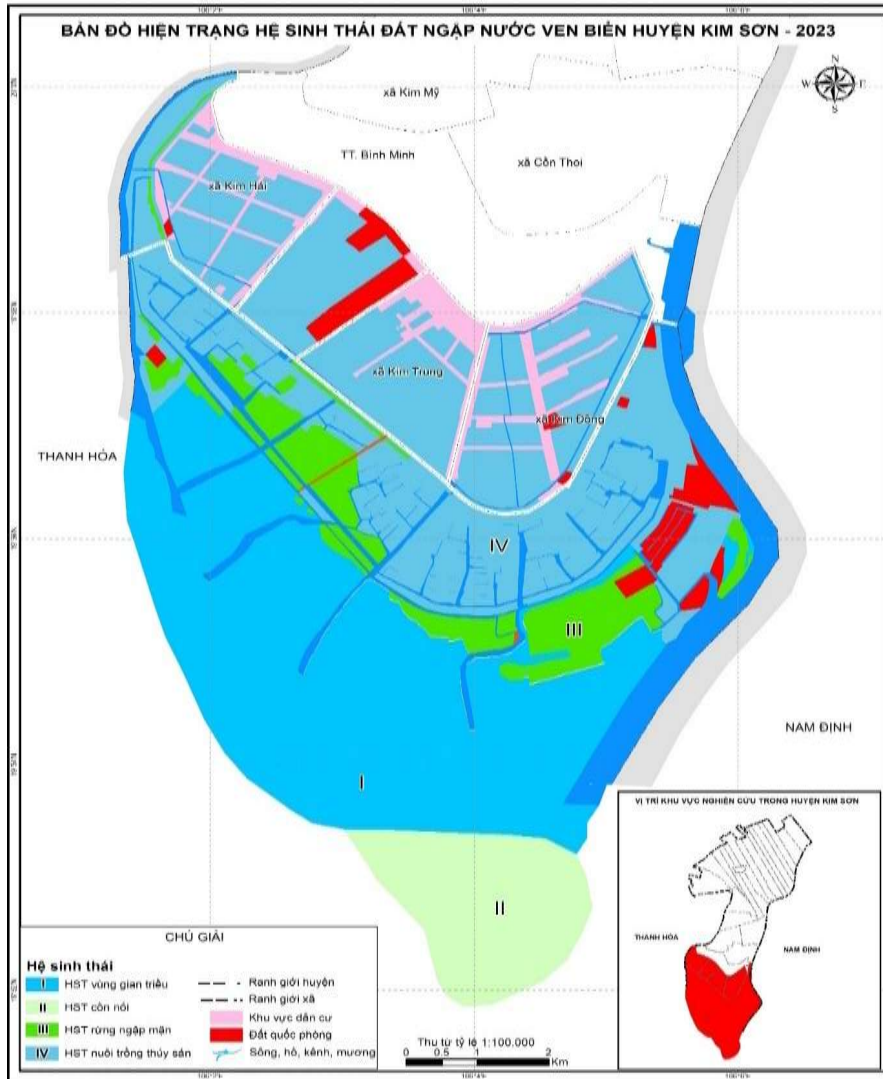 BẢN ĐỒ HIỆN TRẠNG HỆ SINH THÁI ĐẤT NGẬP NƯỚC VEN BIỂN HUYỆN KIM SƠN - 2023
N
W E
S
xã Kim Mỹ
TT. Bình Minh
xã Cồn Thoi
xã Kim Hải
xã Kim Trung
xã Kim Đông
THANH HÓA
IV
III
NAM ĐỊNH
I
II
VỊ TRÍ KHU VỰC NGHIÊN CỨU TRONG HUYỆN KIM SƠN
THANH HÓA
NAM ĐỊNH
CHÚ GIẢI
Hệ sinh thái
I HST vùng gian triều
II HST cồn nổi
III HST rừng ngập mặn
IV HST nuôi trồng thủy sản
Ranh giới huyện
Ranh giới xã
Khu vực dân cư
Đất quốc phòng
Sông, hồ, kênh, mương
Thu từ tỷ lệ 1:100.000
0 0.5 1 2
Km